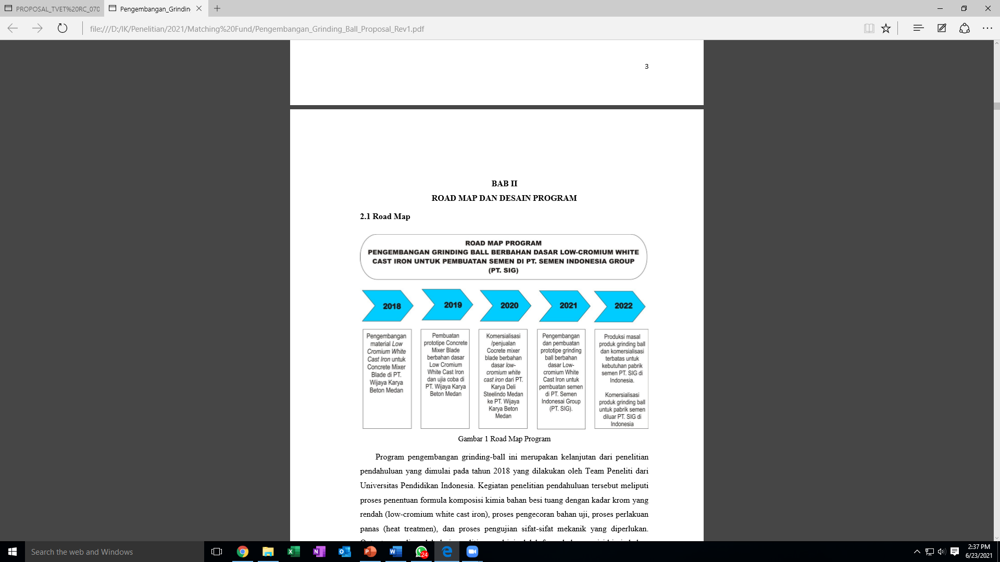 PROPOSAL_TVET%20RC_070
Pengembangan_Grindin
file:///D:/IK/Penelitian/2021/Matching%20Fund/Pengembangan_Grinding_Ball_Proposal_Rev1.pdf
3
BAB II
ROAD MAP DAN DESAIN PROGRAM
2.1 Road Map
ROAD MAP PROGRAM
PENGEMBANGAN GRINDING BALL BERBAHAN DASAR LOW-CROMIUM WHITE
CAST IRON UNTUK PEMBUATAN SEMEN DI PT. SEMEN INDONESIA GROUP
(PT. SIG)
2018
2019
2020
2021
2022
Pengembangan
material Low
Cromium White
Cast Iron untuk
Concrete Mixer
Blade di PT.
Wijaya Karya
Beton Medan
Pembuatan
prototipe Concrete
Mixer Blade
berbahan dasar
Low Cromium
White Cast Iron
dan ujia coba di
PT. Wijaya Karya
Beton Medan
Komersialisasi
/penjualan
Cocrete mixer
blade berbahan
dasar low-
cromium white
cast iron dari PT.
Karya Deli
Steelindo Medan
ke PT. Wijaya
Karya Beton
Medan
Pengembangan
dan pembuatan
prototipe grinding
ball berbahan
dasar Low-
cromium White
Cast Iron untuk
pembuatan semen
di PT. Semen
Indonesai Group
(PT. SIG).
Produksi masal
produk grinding ball
dan komersialisasi
terbatas untuk
kebutuhan pabrik
semen PT. SIG di
Indonesia.
Komersialisasi
produk grinding ball
untuk pabrik semen
diluar PT. SIG di
Indonesia
Gambar 1 Road Map Program
Program pengembangan grinding-ball ini merupakan kelanjutan dari penelitian
pendahuluan yang dimulai pada tahun 2018 yang dilakukan oleh Team Peneliti dari
Universitas Pendidikan Indonesia. Kegiatan penelitian pendahuluan tersebut meliputi
proses penentuan formula komposisi kimia bahan besi tuang dengan kadar krom yang
rendah (low-cromium white cast iron), proses pengecoran bahan uji, proses perlakuan
panas (heat treatmen), dan proses pengujian sifat-sifat mekanik yang diperlukan.
Search the web and Windows
24
2:37 PM
6/23/2021